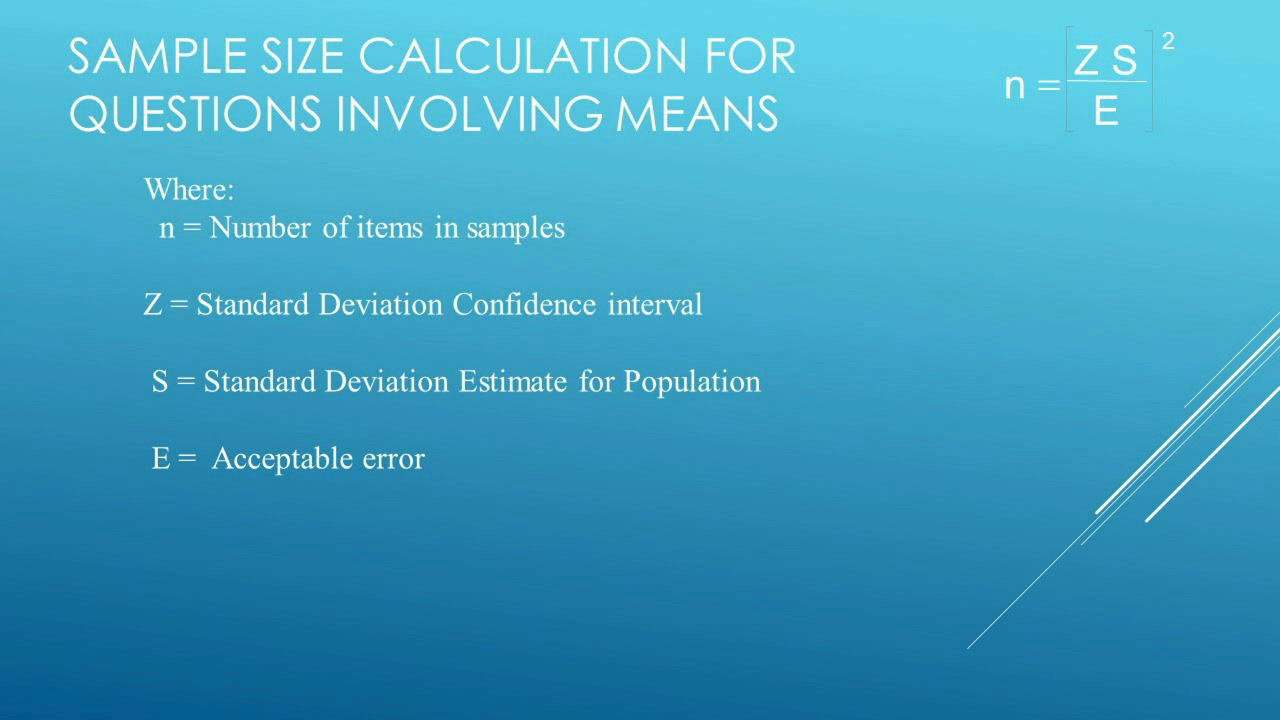 SAMPLE SIZE CALCULATION FOR
QUESTIONS INVOLVING MEANS
n = [Z S / E]²
Where:
n = Number of items in samples
Z = Standard Deviation Confidence interval
S = Standard Deviation Estimate for Population
E = Acceptable error